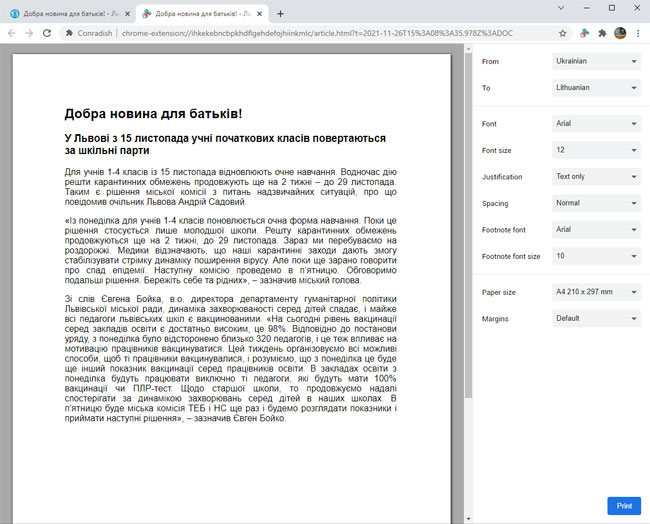 Добра новина для батьків! - Льв
Добра новина для батьків! - Льв
Conradish | chrome-extension://ihkekebncbpkhdflgehdefojhiinkmlc/article.html?t=2021-11-26T15%3A08%3A35.978Z%3ADOC
Добра новина для батьків!
У Львові з 15 листопада учні початкових класів повертаються
за шкільні парти
Для учнів 1-4 класів із 15 листопада відновлюють очне навчання. Водночас дію
решти карантинних обмежень продовжують ще на 2 тижні – до 29 листопада.
Таким є рішення міської комісії з питань надзвичайних ситуацій, про що
повідомив очільник Львова Андрій Садовий.
«Із понеділка для учнів 1-4 класів поновлюється очна форма навчання. Поки це
рішення стосується лише молодшої школи. Решту карантинних обмежень
продовжуються ще на 2 тижні, до 29 листопада. Зараз ми перебуваємо на
роздоріжжі. Медики відзначають, що наші карантинні заходи дають змогу
стабілізувати стрімку динаміку поширення вірусу. Але поки ще зарано говорити
про спад епідемії. Наступну комісію проведемо в п'ятницю. Обговоримо
подальші рішення. Бережіть себе та рідних», – зазначив міський голова.
Зі слів Євгена Бойка, в.о. директора департаменту гуманітарної політики
Львівської міської ради, динаміка захворюваності серед дітей спадає, і майже
всі педагоги львівських шкіл є вакцинованими. «На сьогодні рівень вакцинації
серед закладів освіти є достатньо високим, це 98%. Відповідно до постанови
уряду, з понеділка було відсторонено близько 320 педагогів, і це теж впливає на
мотивацію працівників вакцинуватися. Цей тиждень організовуємо всі можливі
способи, щоб ті працівники вакцинувалися, і розуміємо, що з понеділка це буде
ще інший показник вакцинації серед працівників освіти. В закладах освіти з
понеділка будуть працювати виключно ті педагоги, які будуть мати 100%
вакцинації чи ПЛР-тест. Щодо старшої школи, то продовжуємо надалі
спостерігати за динамікою захворювань серед дітей в наших школах. В
п'ятницю буде міська комісія ТЕБ і НС ще раз і будемо розглядати показники і
приймати наступні рішення», – зазначив Євген Бойко.
From Ukrainian
To Lithuanian
Font Arial
Font size 12
Justification Text only
Spacing Normal
Footnote font Arial
Footnote font size 10
Paper size A4 210 x 297 mm
Margins Default
Print